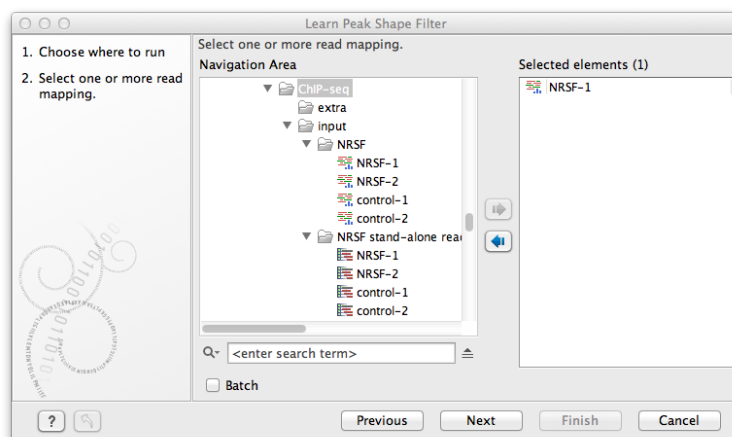 Learn Peak Shape Filter
1. Choose where to run
2. Select one or more read
mapping.
Select one or more read mapping.
Navigation Area
ChIP-seq
extra
input
NRSF
NRSF-1
NRSF-2
control-1
control-2
NRSF stand-alone read
NRSF-1
NRSF-2
control-1
control-2
<enter search term>
Batch
Selected elements (1)
NRSF-1
?
Previous
Next
Finish
Cancel